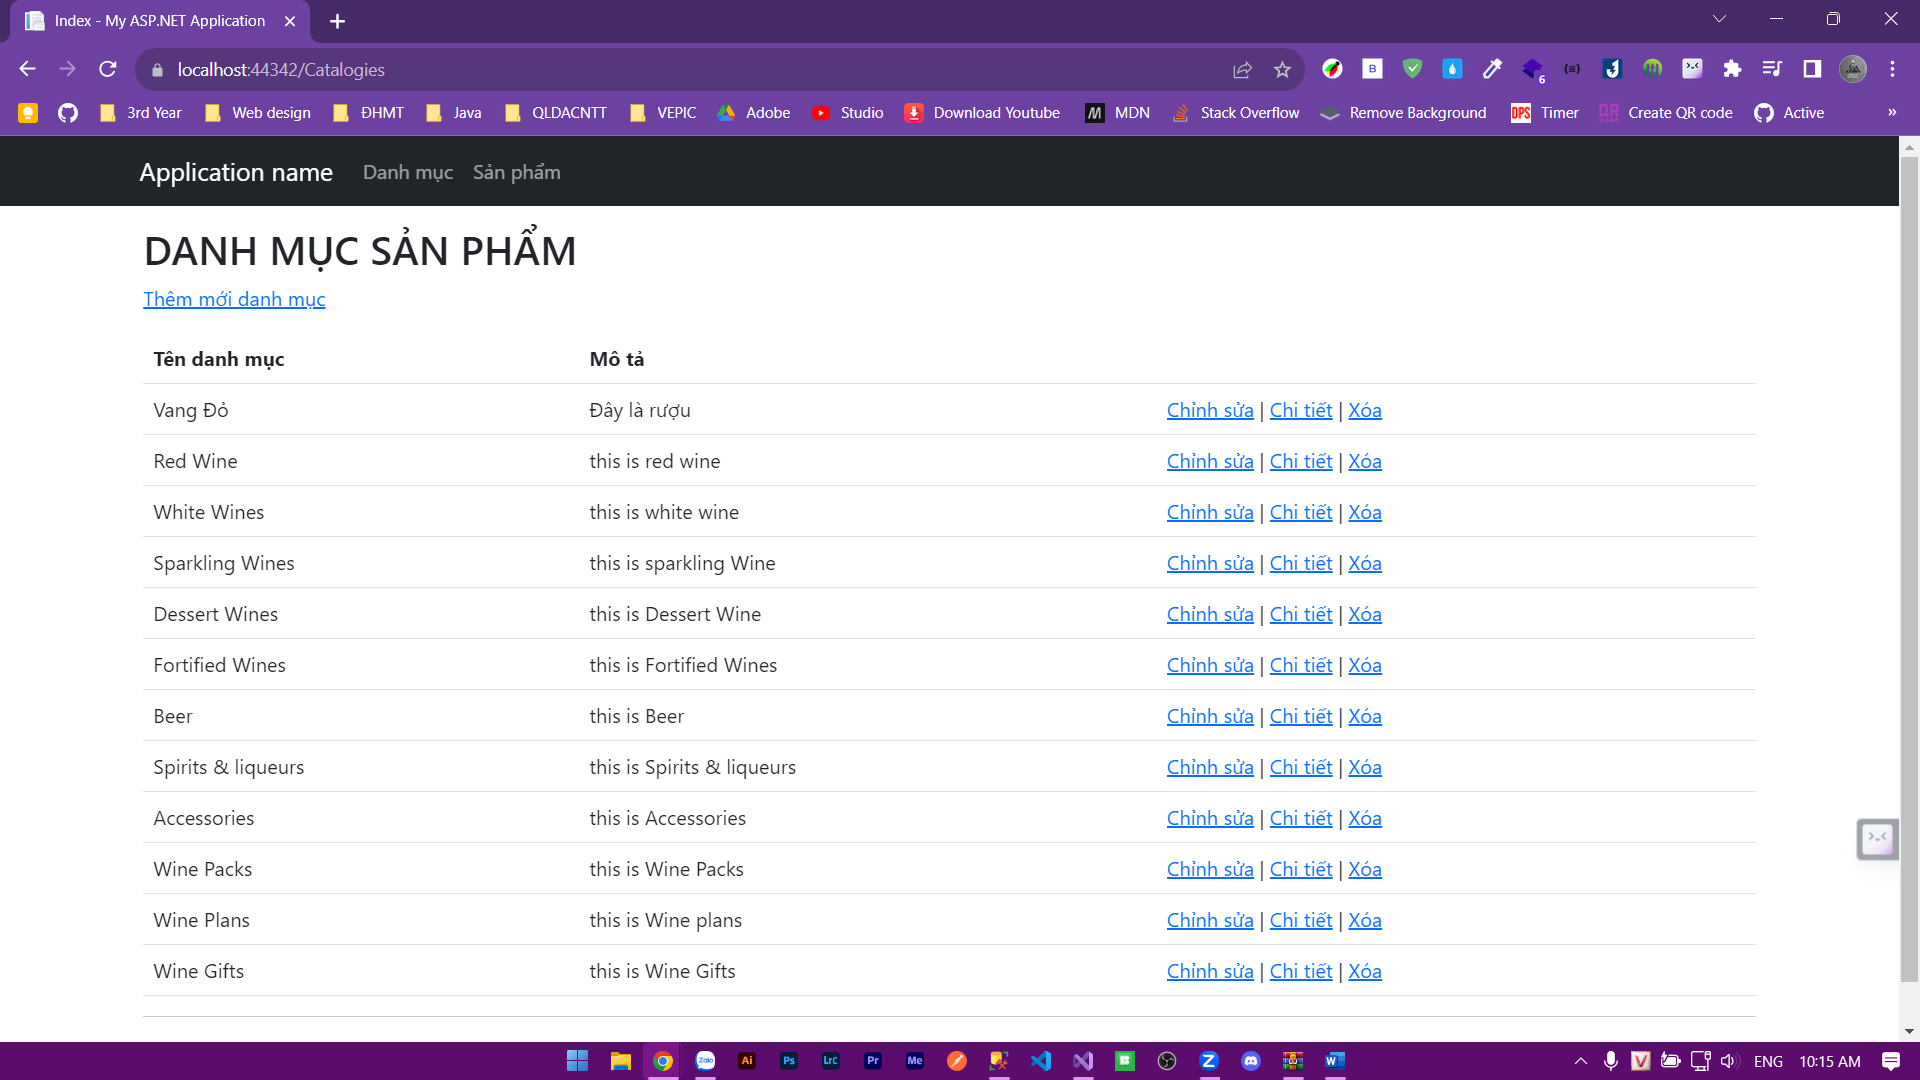 Index - My ASP.NET Application
localhost:44342/Catalogies
B
6
3rd Year
Web design
ĐHMT
Java
QLDACNTT
VEPIC
Adobe
Studio
Download Youtube
M MDN
Stack Overflow
Remove Background
DPS Timer
QR Create QR code
Active
»
Application name Danh mục Sản phẩm
DANH MỤC SẢN PHẨM
Thêm mới danh mục
Tên danh mục Mô tả
Vang Đỏ Đây là rượu Chỉnh sửa | Chi tiết | Xóa
Red Wine this is red wine Chỉnh sửa | Chi tiết | Xóa
White Wines this is white wine Chỉnh sửa | Chi tiết | Xóa
Sparkling Wines this is sparkling Wine Chỉnh sửa | Chi tiết | Xóa
Dessert Wines this is Dessert Wine Chỉnh sửa | Chi tiết | Xóa
Fortified Wines this is Fortified Wines Chỉnh sửa | Chi tiết | Xóa
Beer this is Beer Chỉnh sửa | Chi tiết | Xóa
Spirits & liqueurs this is Spirits & liqueurs Chỉnh sửa | Chi tiết | Xóa
Accessories this is Accessories Chỉnh sửa | Chi tiết | Xóa
Wine Packs this is Wine Packs Chỉnh sửa | Chi tiết | Xóa
Wine Plans this is Wine plans Chỉnh sửa | Chi tiết | Xóa
Wine Gifts this is Wine Gifts Chỉnh sửa | Chi tiết | Xóa
Zalo Ai Ps Lrc Pr Me Z W V ENG 10:15 AM